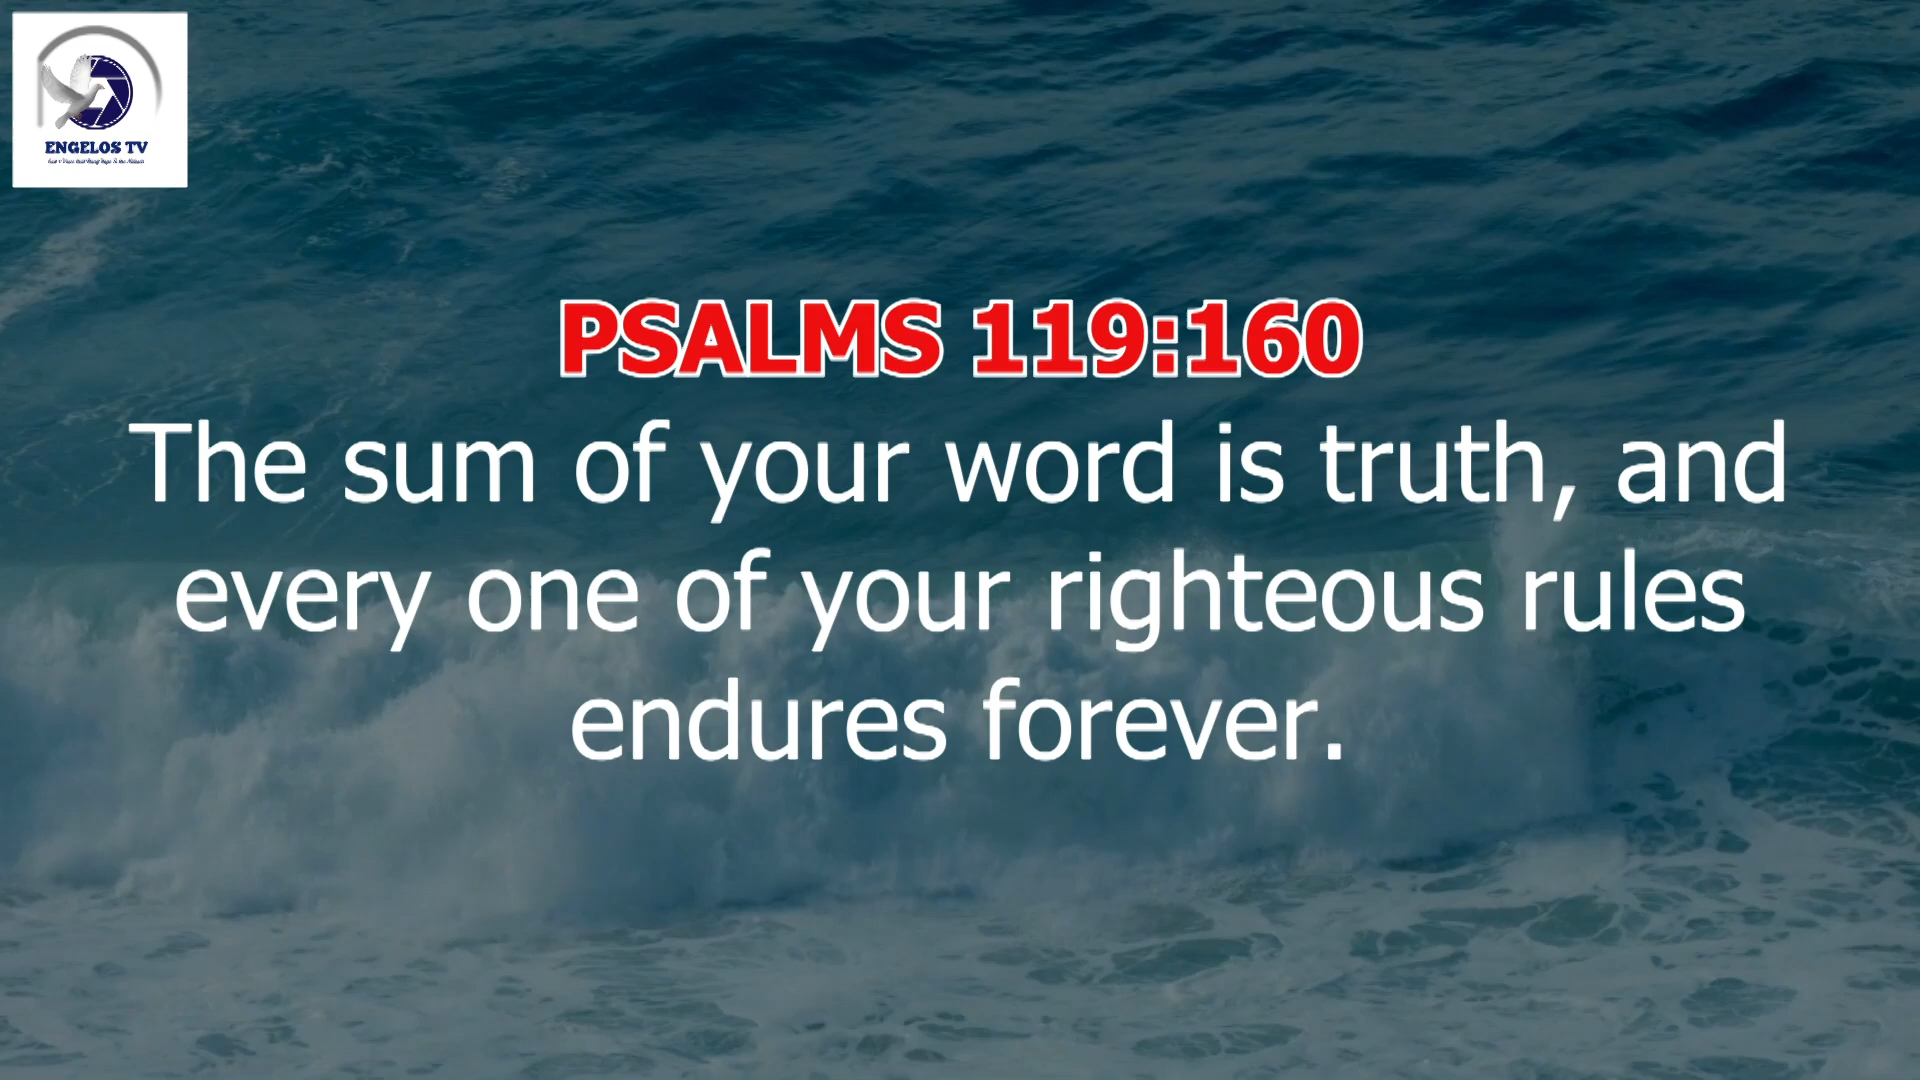 ENGELOS TV
PSALMS 119:160
The sum of your word is truth, and
every one of your righteous rules
endures forever.